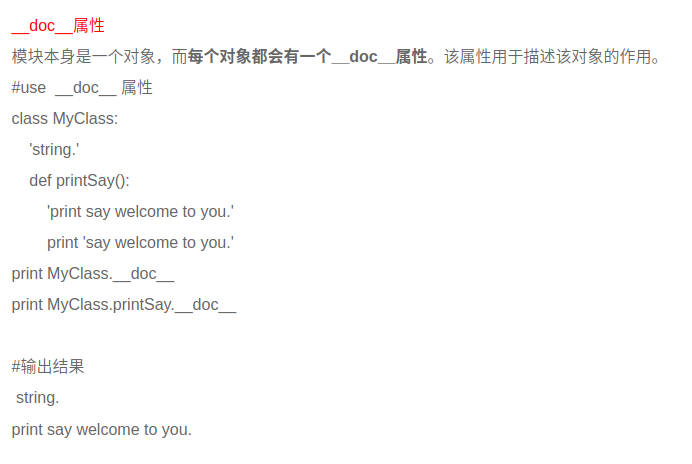 __doc__属性
模块本身是一个对象，而每个对象都会有一个__doc__属性。该属性用于描述该对象的作用。
#use  __doc__ 属性
class MyClass:
    'string.'
    def printSay():
        'print say welcome to you.'
        print 'say welcome to you.'
print MyClass.__doc__
print MyClass.printSay.__doc__

#输出结果
 string.
print say welcome to you.